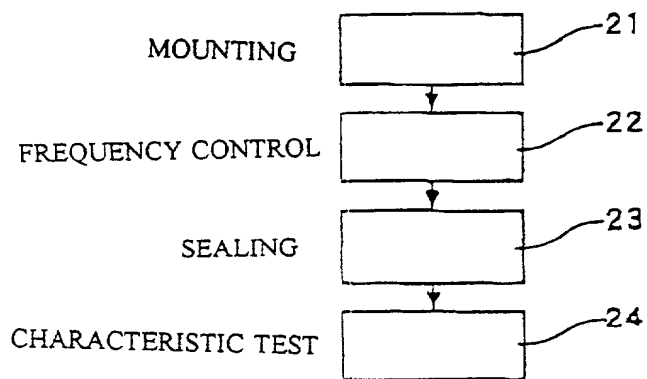 MOUNTING
21
FREQUENCY CONTROL
22
SEALING
23
CHARACTERISTIC TEST
24